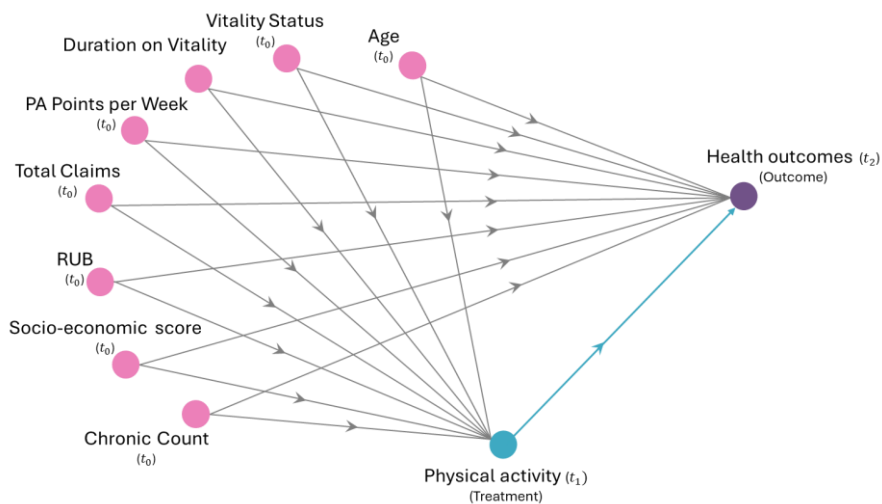 Vitality Status
(t₀)
Duration on Vitality
Age
(t₀)
PA Points per Week
(t₀)
Total Claims
(t₀)
RUB
(t₀)
Socio-economic score
(t₀)
Chronic Count
(t₀)
Health outcomes (t₂)
(Outcome)
Physical activity (t₁)
(Treatment)